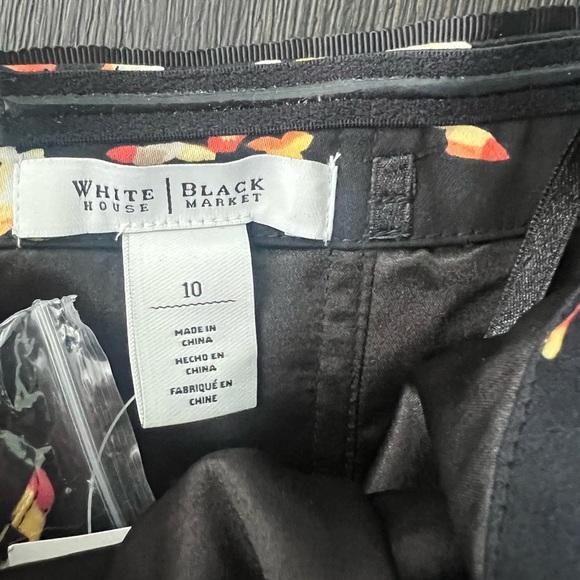 WHITE | BLACK
HOUSE | MARKET
10
MADE IN
CHINA
HECHO EN
CHINA
FABRIQUÉ EN
CHINE